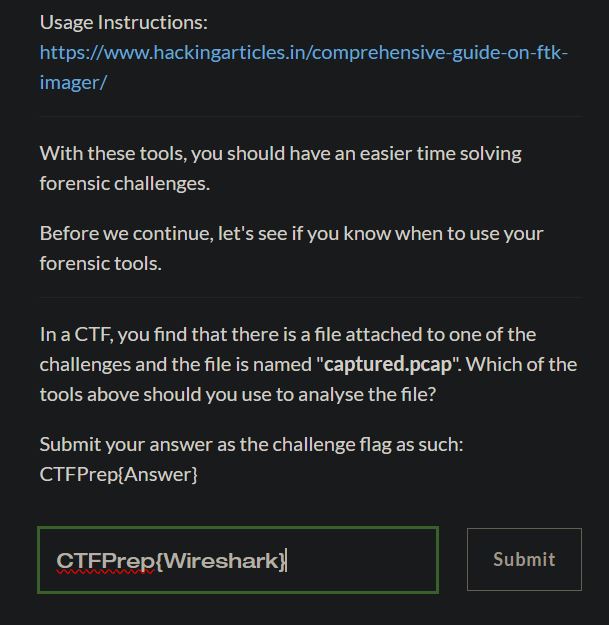 Usage Instructions:
https://www.hackingarticles.in/comprehensive-guide-on-ftk-
imager/
With these tools, you should have an easier time solving
forensic challenges.
Before we continue, let's see if you know when to use your
forensic tools.
In a CTF, you find that there is a file attached to one of the
challenges and the file is named "captured.pcap". Which of the
tools above should you use to analyse the file?
Submit your answer as the challenge flag as such:
CTFPrep{Answer}
CTFPrep{Wireshark}
Submit